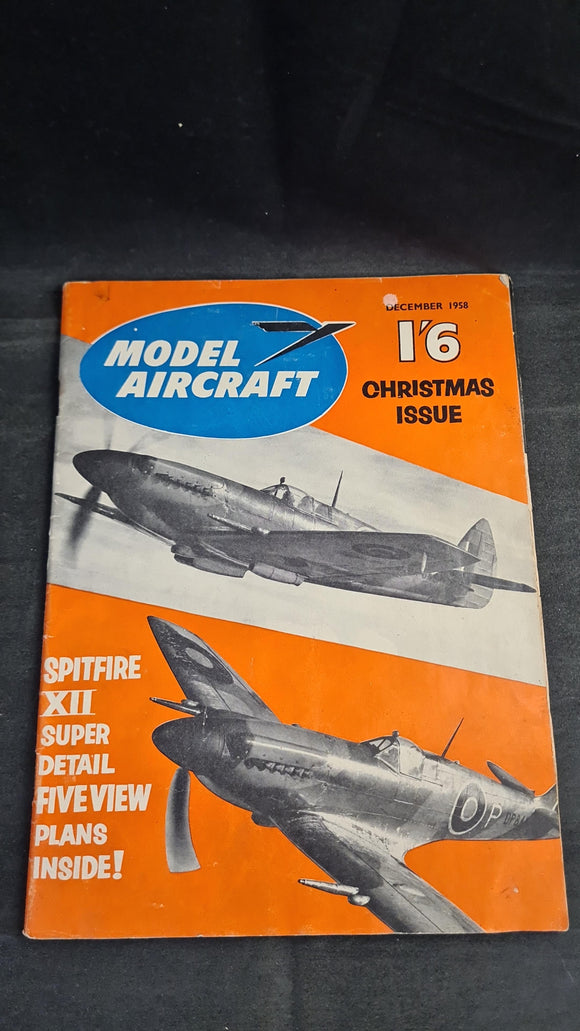 DECEMBER 1958
1'6
MODEL
AIRCRAFT
CHRISTMAS
ISSUE
SPITFIRE
XII
SUPER
DETAIL
FIVE VIEW
PLANS
INSIDE!
P